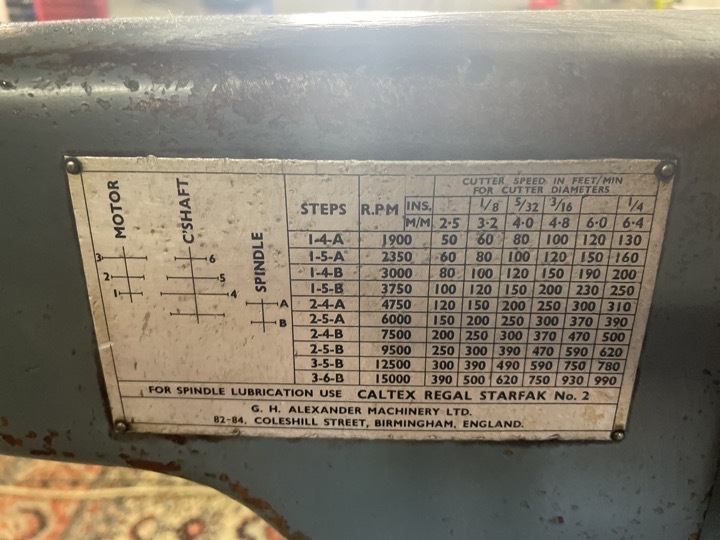 MOTOR
C'SHAFT
SPINDLE
3 6
2 5
1 4
A
B
CUTTER SPEED IN FEET/MIN
FOR CUTTER DIAMETERS
STEPS R.P.M INS. 1/8 5/32 3/16 1/4
M/M 2·5 3·2 4·0 4·8 6·0 6·4
1-4-A 1900 50 60 80 100 120 130
1-5-A 2350 60 80 100 120 150 160
1-4-B 3000 80 100 120 150 190 200
1-5-B 3750 100 120 150 200 230 250
2-4-A 4750 120 150 200 250 300 310
2-5-A 6000 150 200 250 300 370 390
2-4-B 7500 200 250 300 370 470 500
2-5-B 9500 250 300 390 470 590 620
3-5-B 12500 300 390 490 590 750 780
3-6-B 15000 390 500 620 750 930 990
FOR SPINDLE LUBRICATION USE CALTEX REGAL STARFAK No. 2
G. H. ALEXANDER MACHINERY LTD.
82-84, COLESHILL STREET, BIRMINGHAM, ENGLAND.